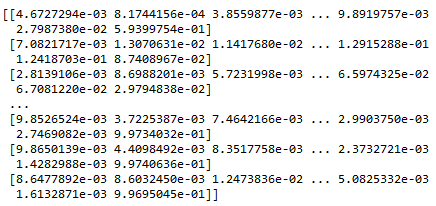 [[4.6727294e-03 8.1744156e-04 3.8559877e-03 ... 9.8919757e-03
2.7987380e-02 5.9399754e-01]
[7.0821717e-03 1.3070631e-02 1.1417680e-02 ... 1.2915288e-01
1.2418703e-01 8.7408967e-02]
[2.8139106e-03 8.6988201e-03 5.7231998e-03 ... 6.5974325e-02
6.7081220e-02 2.9794838e-02]
...
[9.8526524e-03 3.7225387e-03 7.4642166e-03 ... 2.9903750e-03
2.7469082e-03 9.9734032e-01]
[9.8650139e-03 4.4098492e-03 8.3517758e-03 ... 2.3732721e-03
1.4282988e-03 9.9740636e-01]
[8.6478792e-03 8.6032450e-03 1.2473836e-02 ... 5.0825332e-03
1.6132871e-03 9.9695045e-01]]